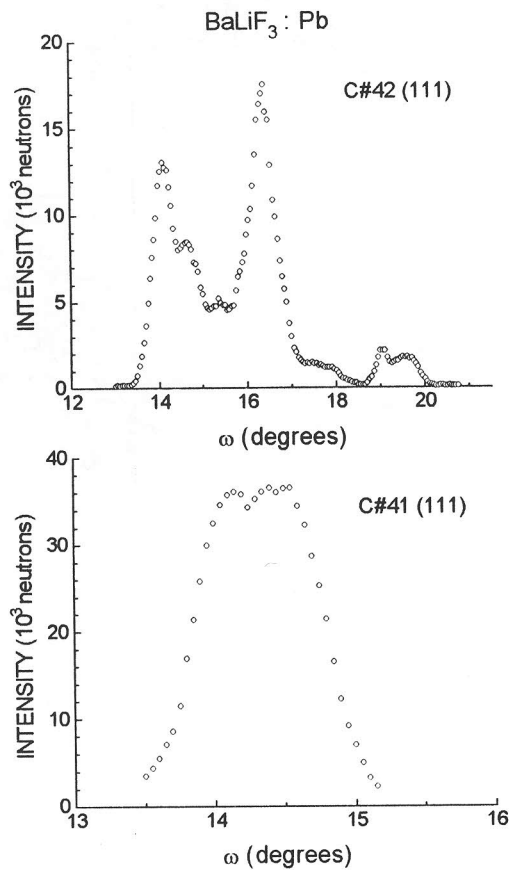 BaLiF₃ : Pb
C#42 (111)
INTENSITY (10³ neutrons)
20
15
10
5
0
12
14
16
18
20
ω (degrees)
C#41 (111)
INTENSITY (10³ neutrons)
40
30
20
10
0
13
14
15
16
ω (degrees)